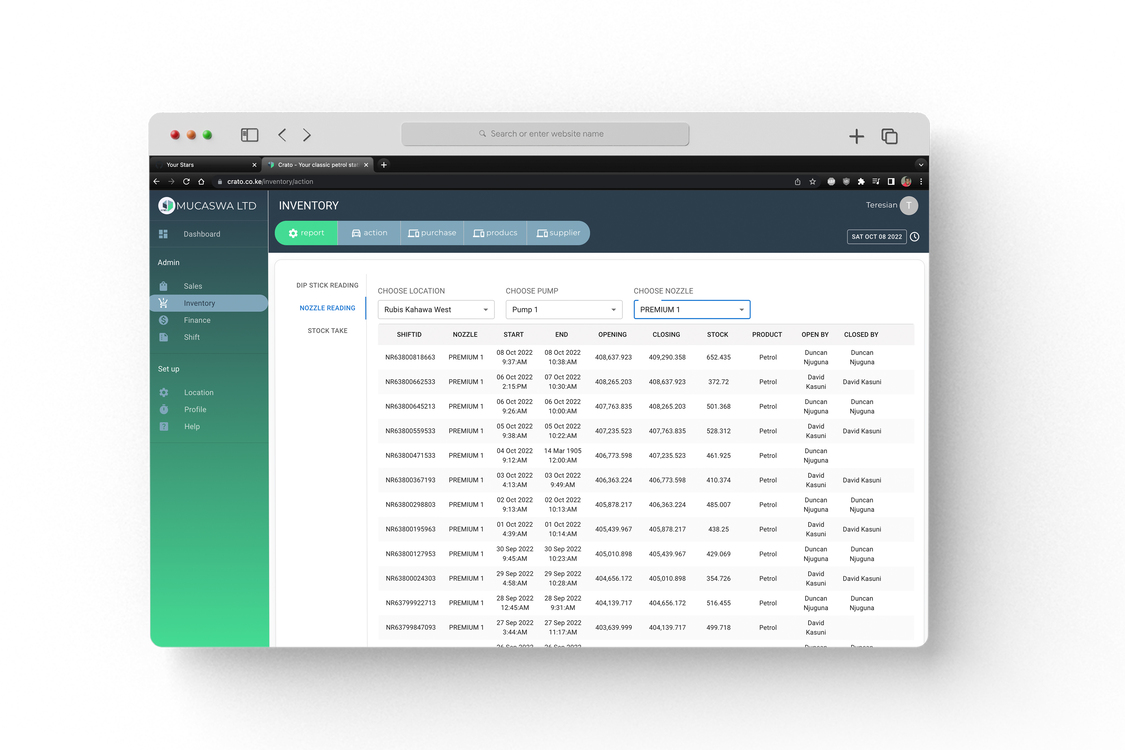 Search or enter website name
Your Stars
Crato - Your classic petrol stat
crato.co.ke/inventory/action
MUCASWA LTD
INVENTORY
Teresian T
Dashboard
report action purchase producs supplier
SAT OCT 08 2022
Admin
Sales
Inventory
Finance
Shift
Set up
Location
Profile
Help
DIP STICK READING
NOZZLE READING
STOCK TAKE
CHOOSE LOCATION CHOOSE PUMP CHOOSE NOZZLE
Rubis Kahawa West Pump 1 PREMIUM 1
SHIFTID NOZZLE START END OPENING CLOSING STOCK PRODUCT OPEN BY CLOSED BY
NR63800818663 PREMIUM 1 08 Oct 2022 9:37:AM 08 Oct 2022 10:38:AM 408,637.923 409,290.358 652.435 Petrol Duncan Njuguna Duncan Njuguna
NR63800662533 PREMIUM 1 06 Oct 2022 2:15:PM 07 Oct 2022 10:30:AM 408,265.203 408,637.923 372.72 Petrol David Kasuni David Kasuni
NR63800645213 PREMIUM 1 06 Oct 2022 9:26:AM 06 Oct 2022 10:00:AM 407,763.835 408,265.203 501.368 Petrol Duncan Njuguna Duncan Njuguna
NR63800559533 PREMIUM 1 05 Oct 2022 9:38:AM 05 Oct 2022 10:22:AM 407,235.523 407,763.835 528.312 Petrol David Kasuni David Kasuni
NR63800471533 PREMIUM 1 04 Oct 2022 9:12:AM 14 Mar 1905 12:00:AM 406,773.598 407,235.523 461.925 Petrol Duncan Njuguna
NR63800367193 PREMIUM 1 03 Oct 2022 4:13:AM 03 Oct 2022 9:49:AM 406,363.224 406,773.598 410.374 Petrol David Kasuni David Kasuni
NR63800298803 PREMIUM 1 02 Oct 2022 9:13:AM 02 Oct 2022 10:13:AM 405,878.217 406,363.224 485.007 Petrol Duncan Njuguna Duncan Njuguna
NR63800195963 PREMIUM 1 01 Oct 2022 4:39:AM 01 Oct 2022 10:14:AM 405,439.967 405,878.217 438.25 Petrol David Kasuni David Kasuni
NR63800127953 PREMIUM 1 30 Sep 2022 9:45:AM 30 Sep 2022 10:23:AM 405,010.898 405,439.967 429.069 Petrol Duncan Njuguna Duncan Njuguna
NR63800024303 PREMIUM 1 29 Sep 2022 4:58:AM 29 Sep 2022 10:28:AM 404,656.172 405,010.898 354.726 Petrol David Kasuni David Kasuni
NR63799922713 PREMIUM 1 28 Sep 2022 12:45:AM 28 Sep 2022 9:31:AM 404,139.717 404,656.172 516.455 Petrol Duncan Njuguna Duncan Njuguna
NR63799847093 PREMIUM 1 27 Sep 2022 3:44:AM 27 Sep 2022 11:17:AM 403,639.999 404,139.717 499.718 Petrol David Kasuni